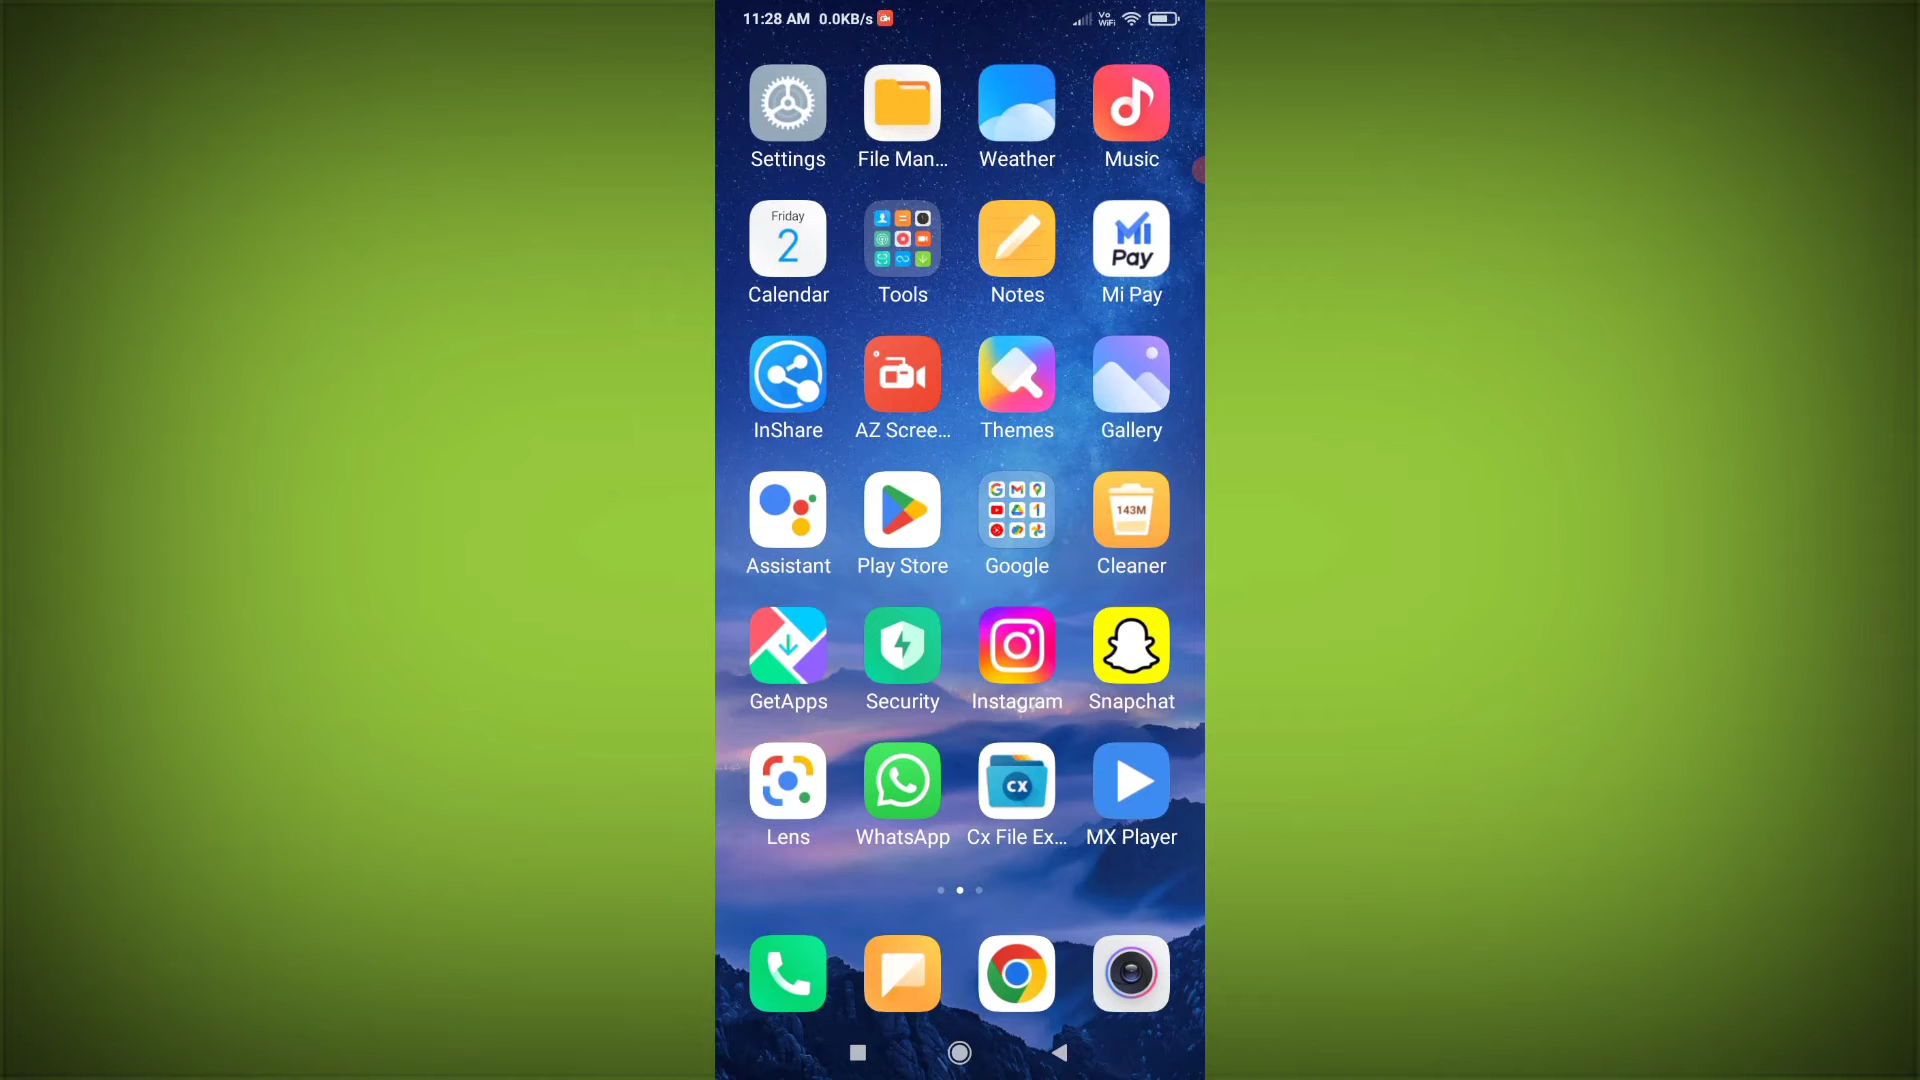 11:28 AM 0.0KB/s Vo WiFi
Settings File Man... Weather Music
Friday
2
Mi
Pay
Calendar Tools Notes Mi Pay
InShare AZ Scree... Themes Gallery
143M
Assistant Play Store Google Cleaner
GetApps Security Instagram Snapchat
CX
Lens WhatsApp Cx File Ex... MX Player